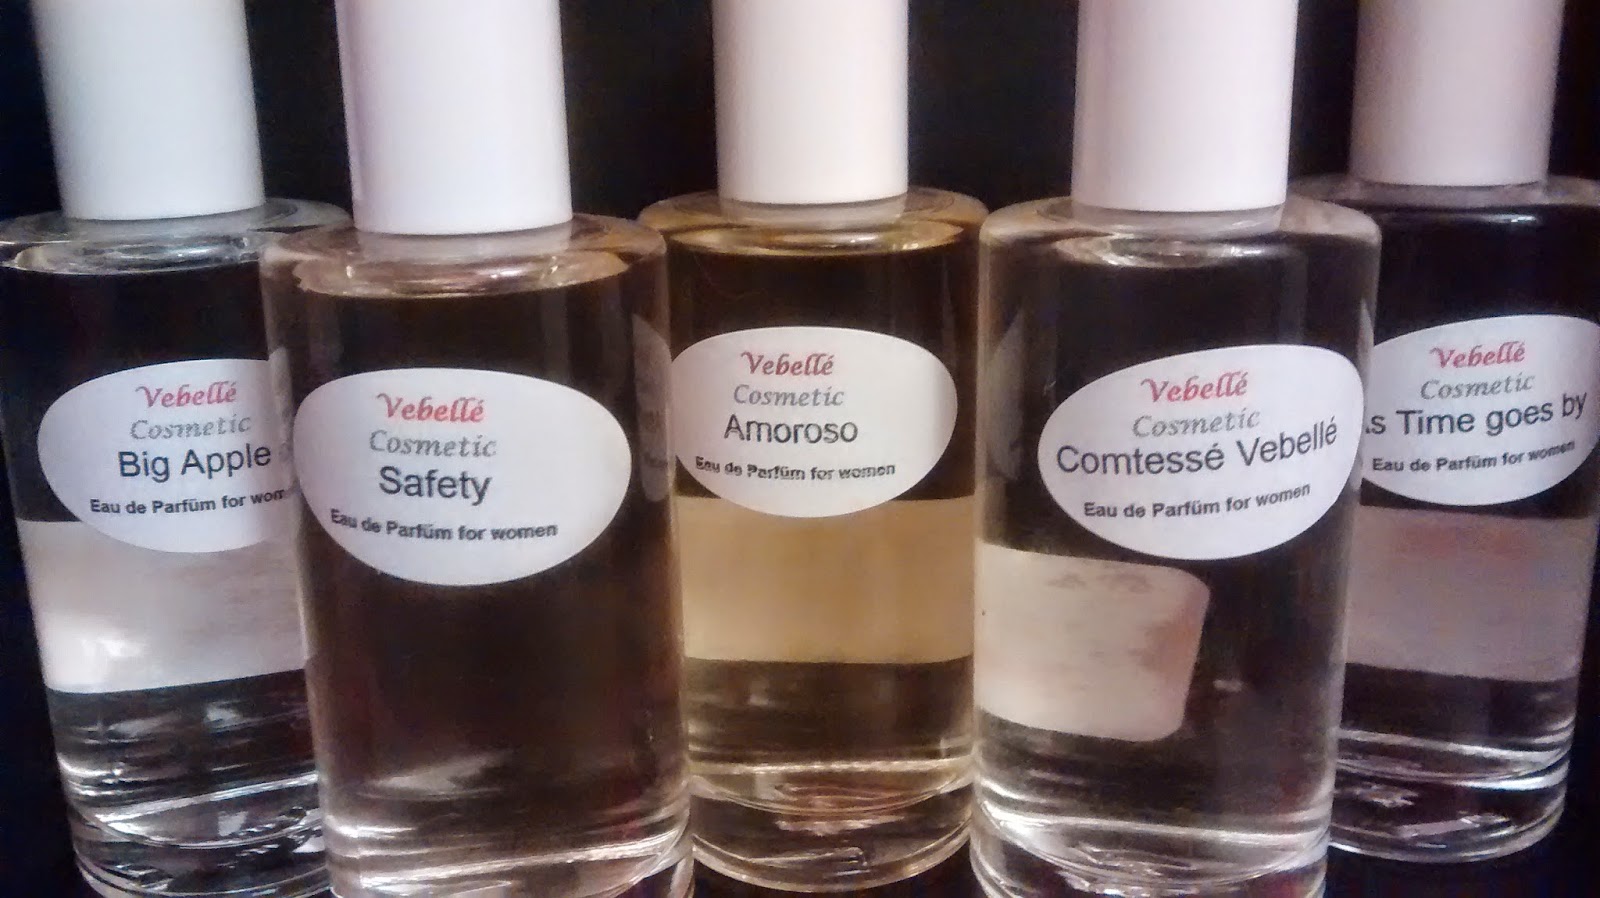 Vebellé
Cosmetic
Big Apple
Eau de Parfüm for
Vebellé
Cosmetic
Safety
Eau de Parfüm for women
Vebellé
Cosmetic
Amoroso
Eau de Parfüm for women
Vebellé
Cosmetic
Comtessé Vebellé
Eau de Parfüm for women
Vebellé
Cosmetic
As Time goes by
Eau de Parfüm for women